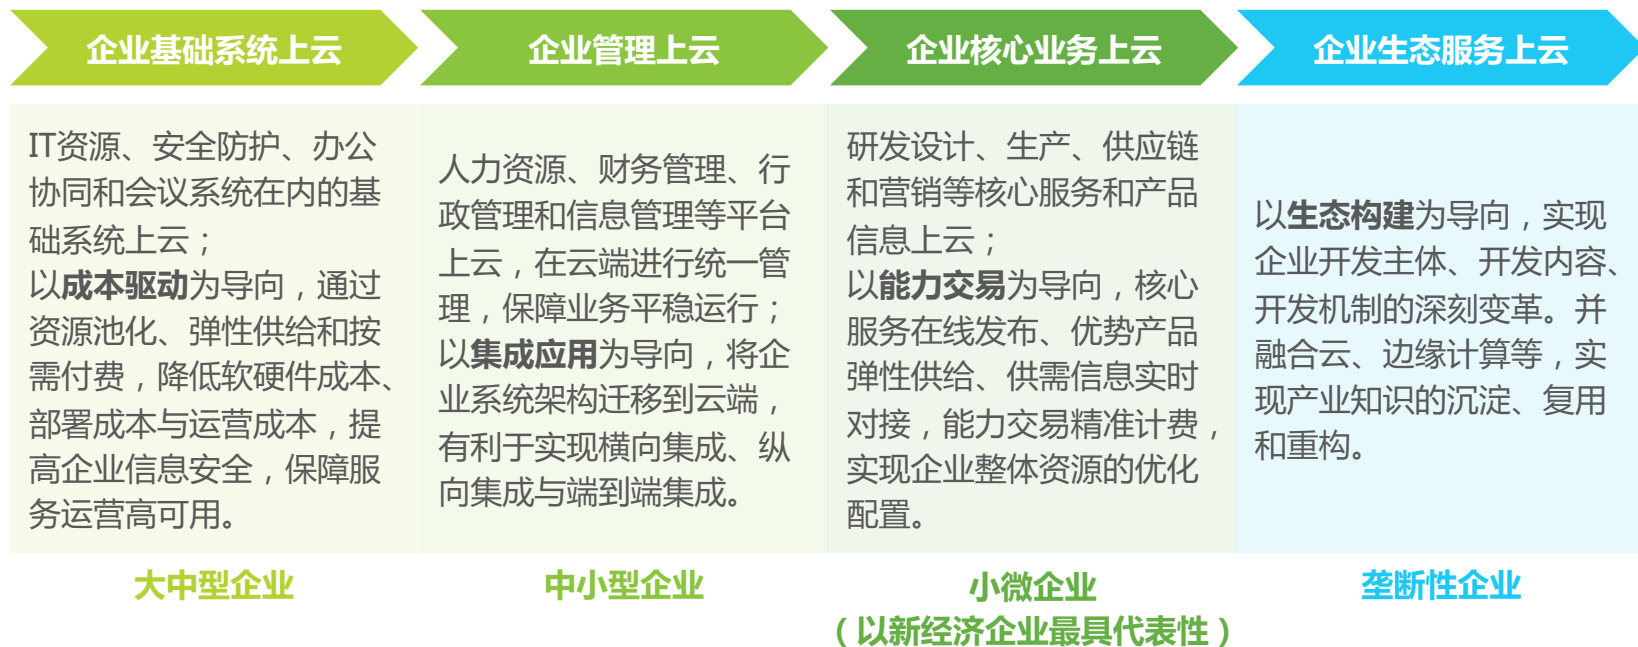 企业基础系统上云
企业管理上云
企业核心业务上云
企业生态服务上云
IT资源、安全防护、办公
协同和会议系统在内的基
础系统上云；
以成本驱动为导向，通过
资源池化、弹性供给和按
需付费，降低软硬件成本、
部署成本与运营成本，提
高企业信息安全，保障服
务运营高可用。
人力资源、财务管理、行
政管理和信息管理等平台
上云，在云端进行统一管
理，保障业务平稳运行；
以集成应用为导向，将企
业系统架构迁移到云端，
有利于实现横向集成、纵
向集成与端到端集成。
研发设计、生产、供应链
和营销等核心服务和产品
信息上云；
以能力交易为导向，核心
服务在线发布、优势产品
弹性供给、供需信息实时
对接，能力交易精准计费，
实现企业整体资源的优化
配置。
以生态构建为导向，实现
企业开发主体、开发内容、
开发机制的深刻变革。并
融合云、边缘计算等，实
现产业知识的沉淀、复用
和重构。
大中型企业
中小型企业
小微企业
（以新经济企业最具代表性）
垄断性企业